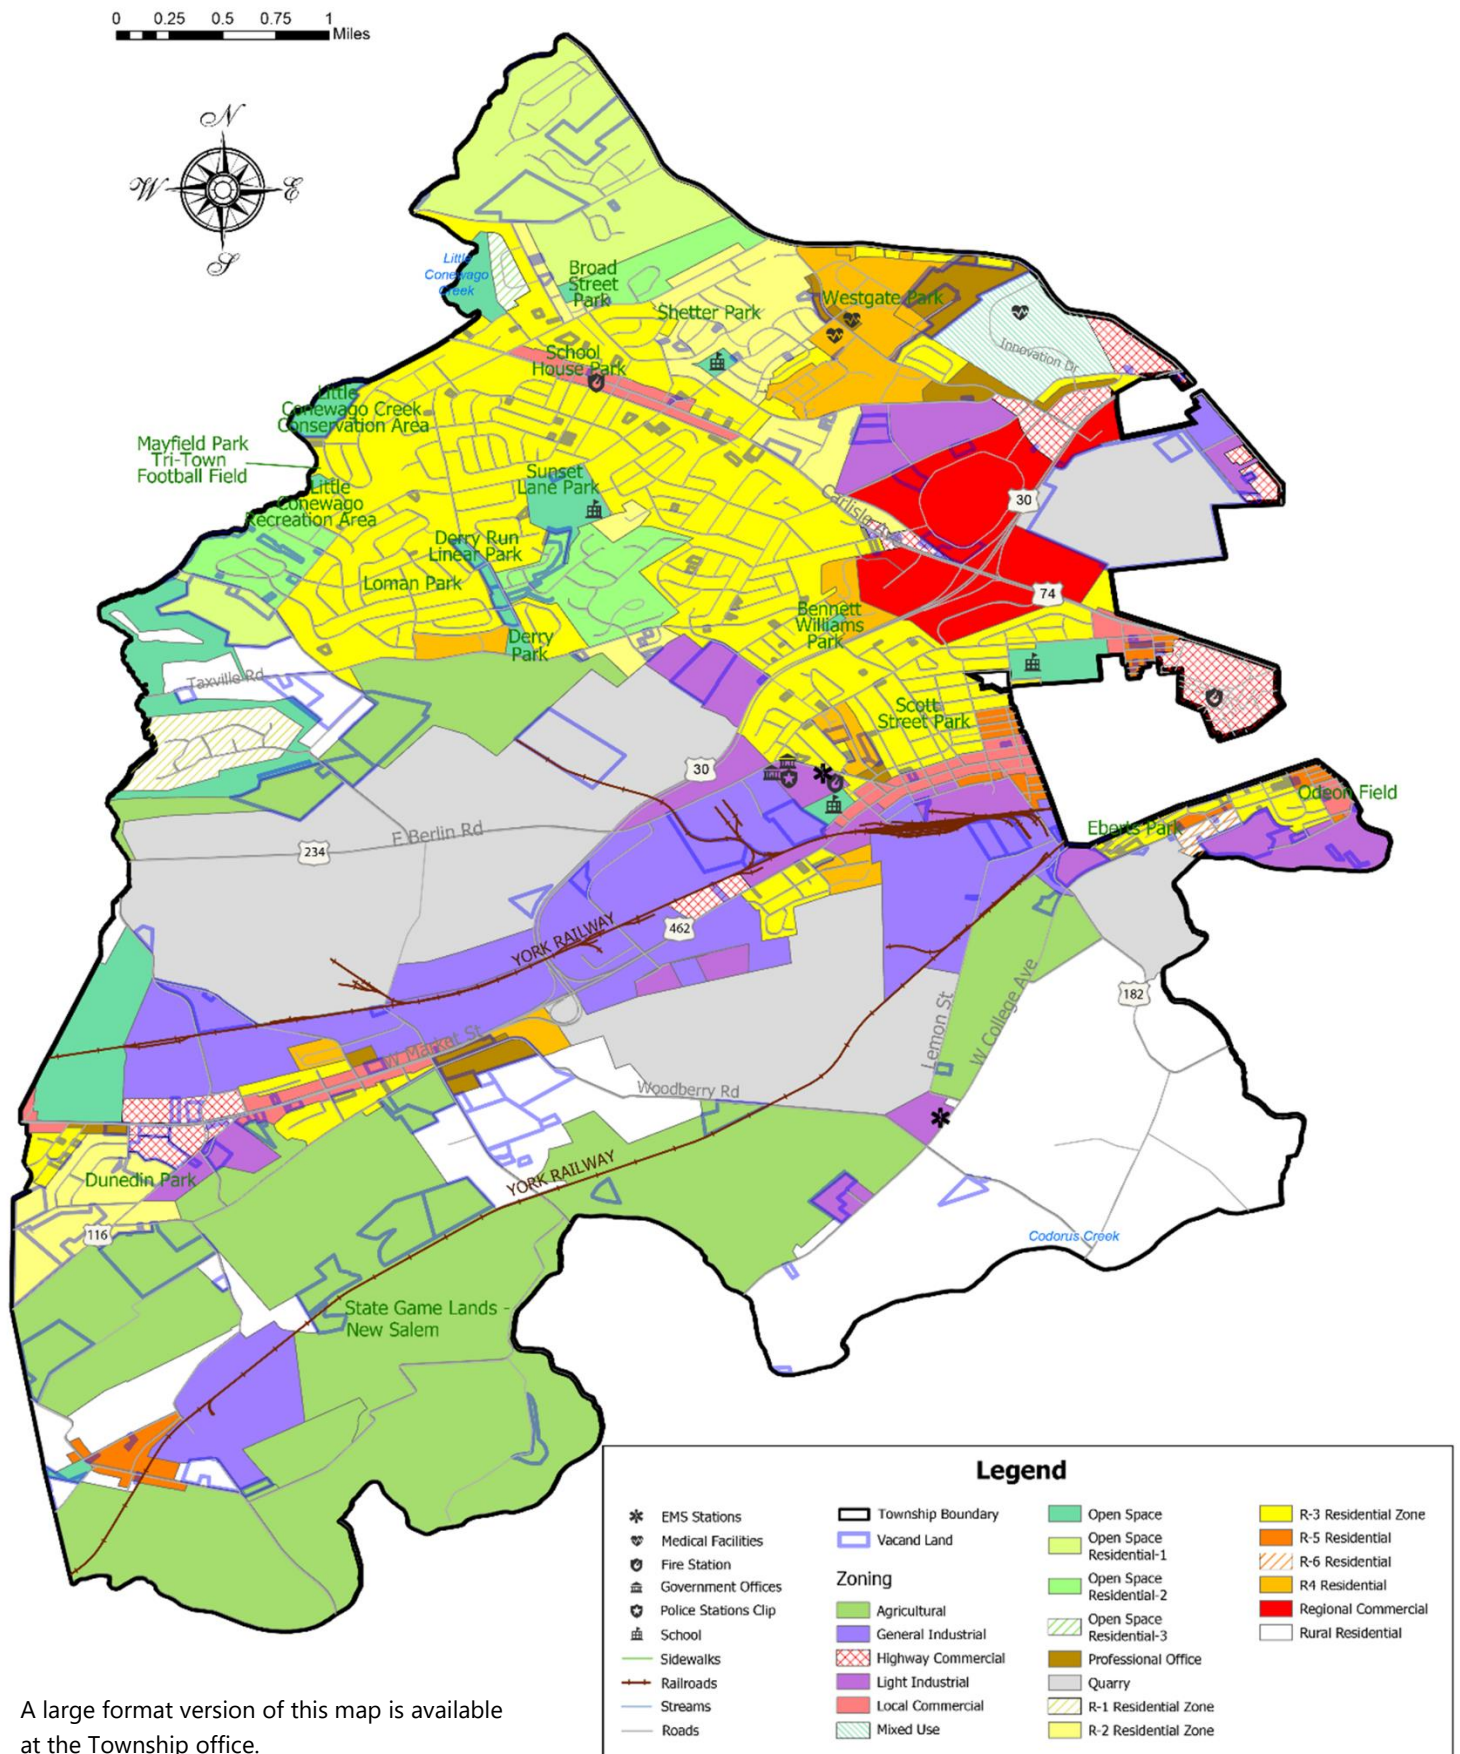 0 0.25 0.5 0.75 1
Miles
N
W
E
S
Little
Conewago
Creek
Broad
Street
Park
Shetter Park
Westgate Park
Innovation Dr
School
House Park
Little
Conewago Creek
Conservation Area
Mayfield Park
Tri-Town
Football Field
Little
Conewago
Recreation Area
Sunset
Lane Park
Carlisle Ave
30
Derry Run
Linear Park
Loman Park
74
Bennett
Williams
Park
Derry
Park
Taxville Rd
Scott
Street Park
30
Odeon Field
Eberts Park
E Berlin Rd
234
462
YORK RAILWAY
182
Lemon St
W College Ave
W Market St
Woodberry Rd
YORK RAILWAY
Dunedin Park
116
Codorus Creek
State Game Lands -
New Salem
Legend
EMS Stations
Medical Facilities
Fire Station
Government Offices
Police Stations Clip
School
Sidewalks
Railroads
Streams
Roads
Township Boundary
Vacand Land
Zoning
Agricultural
General Industrial
Highway Commercial
Light Industrial
Local Commercial
Mixed Use
Open Space
Open Space
Residential-1
Open Space
Residential-2
Open Space
Residential-3
Professional Office
Quarry
R-1 Residential Zone
R-2 Residential Zone
R-3 Residential Zone
R-5 Residential
R-6 Residential
R4 Residential
Regional Commercial
Rural Residential
A large format version of this map is available
at the Township office.